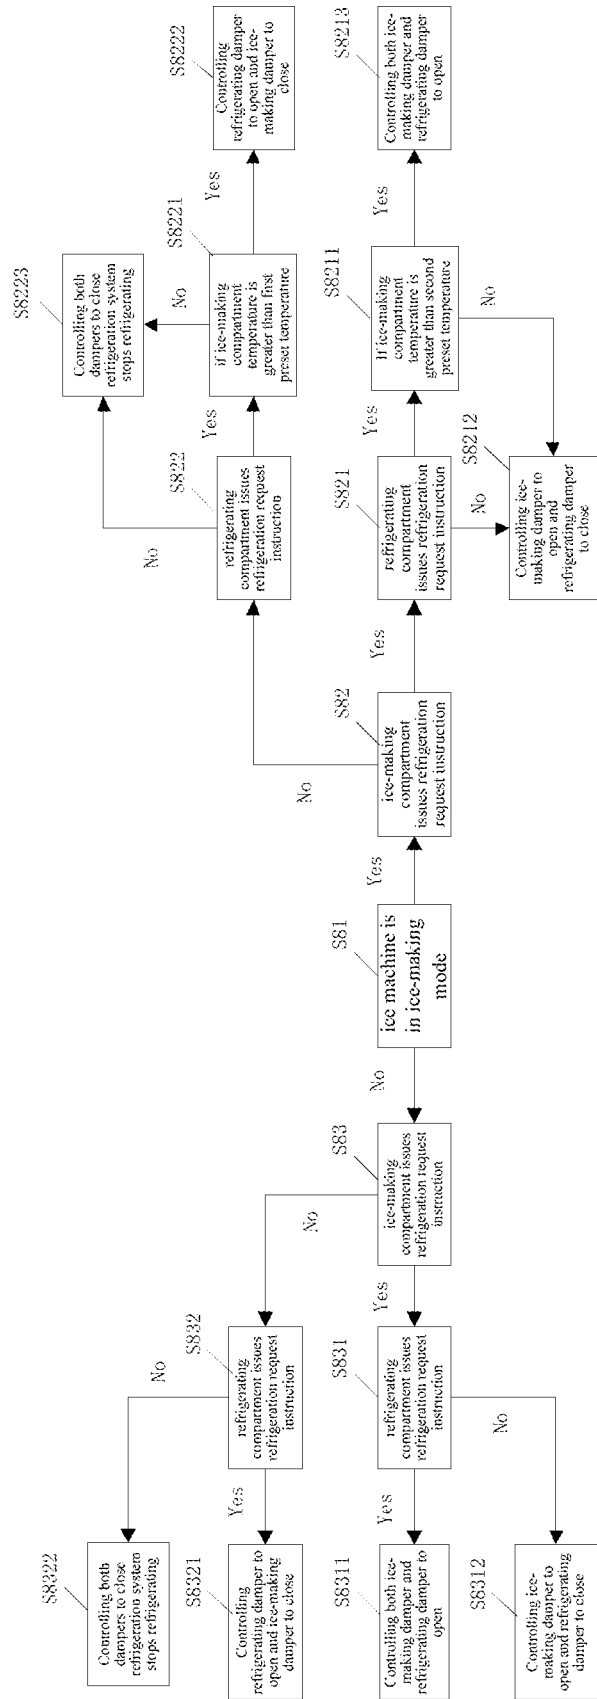 S8222
Controlling
refrigerating damper
to open and ice-
making damper to
close
S8213
Controlling both ice-
making damper and
refrigerating damper
to open
Yes
Yes
S8223
Controlling both
dampers to close
refrigeration system
stops refrigerating
No
S8221
if ice-making
compartment
temperature is
greater than first
preset temperature
S8211
If ice-making
compartment
temperature is
greater than second
preset temperature
No
Yes
Yes
S822
refrigerating
compartment issues
refrigeration request
instruction
No
S821
refrigerating
compartment
issues refrigeration
request instruction
No
S8212
Controlling ice-
making damper to
open and
refrigerating damper
to close
Yes
S82
ice-making
compartment
issues refrigeration
request instruction
No
Yes
S81
ice machine is
in ice-making
mode
No
S83
ice-making
compartment issues
refrigeration request
instruction
No
Yes
S832
refrigerating
compartment issues
refrigeration request
instruction
No
S831
refrigerating
compartment issues
refrigeration request
instruction
No
Yes
Yes
S8322
Controlling both
dampers to close
refrigeration system
stops refrigerating
S8321
Controlling
refrigerating damper to
open and ice-making
damper to close
S8311
Controlling both ice-
making damper and
refrigerating damper to
open
S8312
Controlling ice-
making damper to
open and refrigerating
damper to close